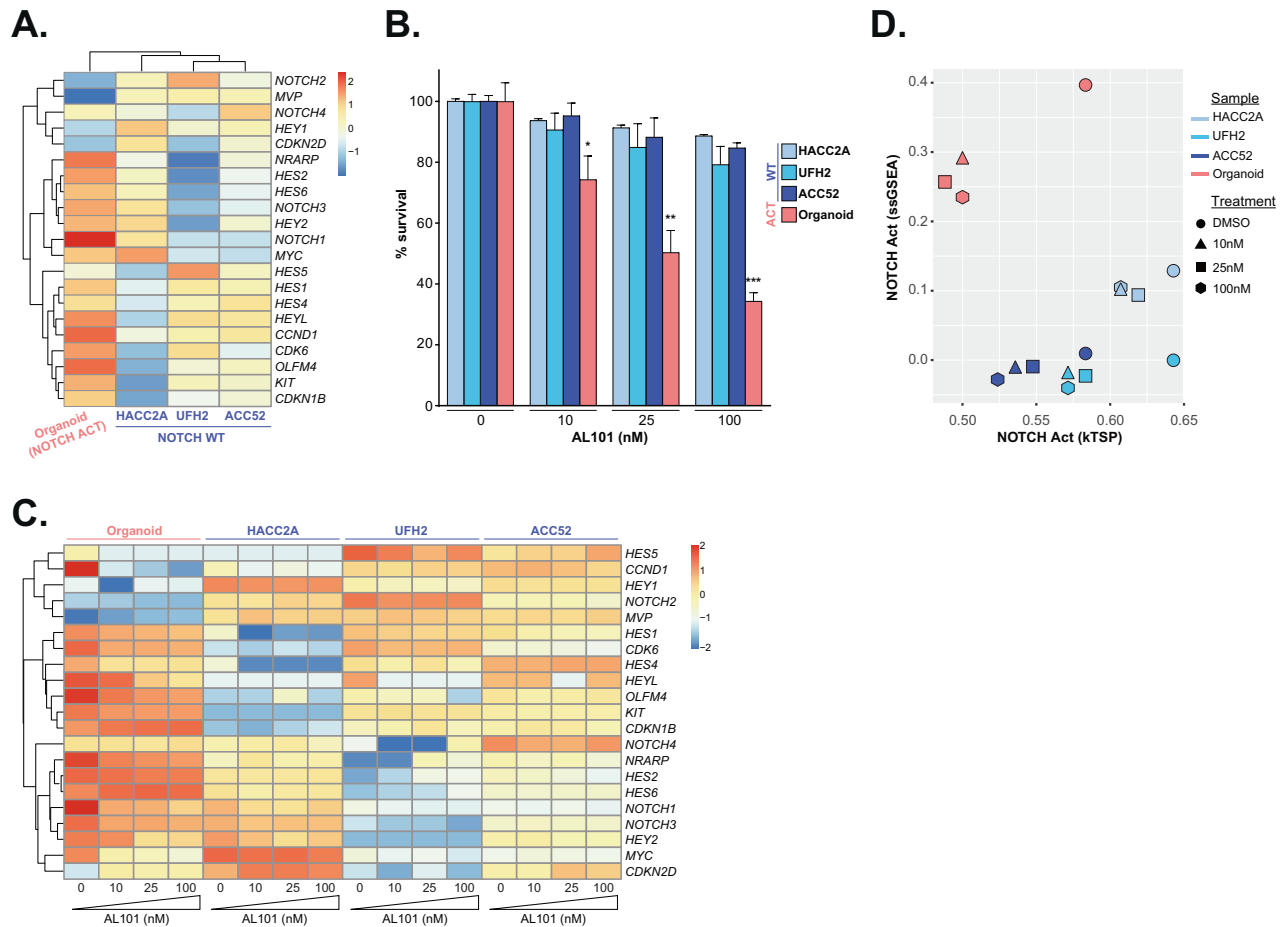 A.
2
1
0
−1
NOTCH2
MVP
NOTCH4
HEY1
CDKN2D
NRARP
HES2
HES6
NOTCH3
HEY2
NOTCH1
MYC
HES5
HES1
HES4
HEYL
CCND1
CDK6
OLFM4
KIT
CDKN1B
Organoid
(NOTCH ACT)
HACC2A UFH2 ACC52
NOTCH WT
B.
% survival
100
80
60
40
20
0
* ** ***
0 10 25 100
AL101 (nM)
WT
ACT
HACC2A
UFH2
ACC52
Organoid
D.
NOTCH Act (ssGSEA)
0.4
0.3
0.2
0.1
0.0
0.50 0.55 0.60 0.65
NOTCH Act (kTSP)
Sample
HACC2A
UFH2
ACC52
Organoid
Treatment
DMSO
10nM
25nM
100nM
C.
Organoid HACC2A UFH2 ACC52
2
1
0
−1
−2
HES5
CCND1
HEY1
NOTCH2
MVP
HES1
CDK6
HES4
HEYL
OLFM4
KIT
CDKN1B
NOTCH4
NRARP
HES2
HES6
NOTCH1
NOTCH3
HEY2
MYC
CDKN2D
0 10 25 100 0 10 25 100 0 10 25 100 0 10 25 100
AL101 (nM) AL101 (nM) AL101 (nM) AL101 (nM)